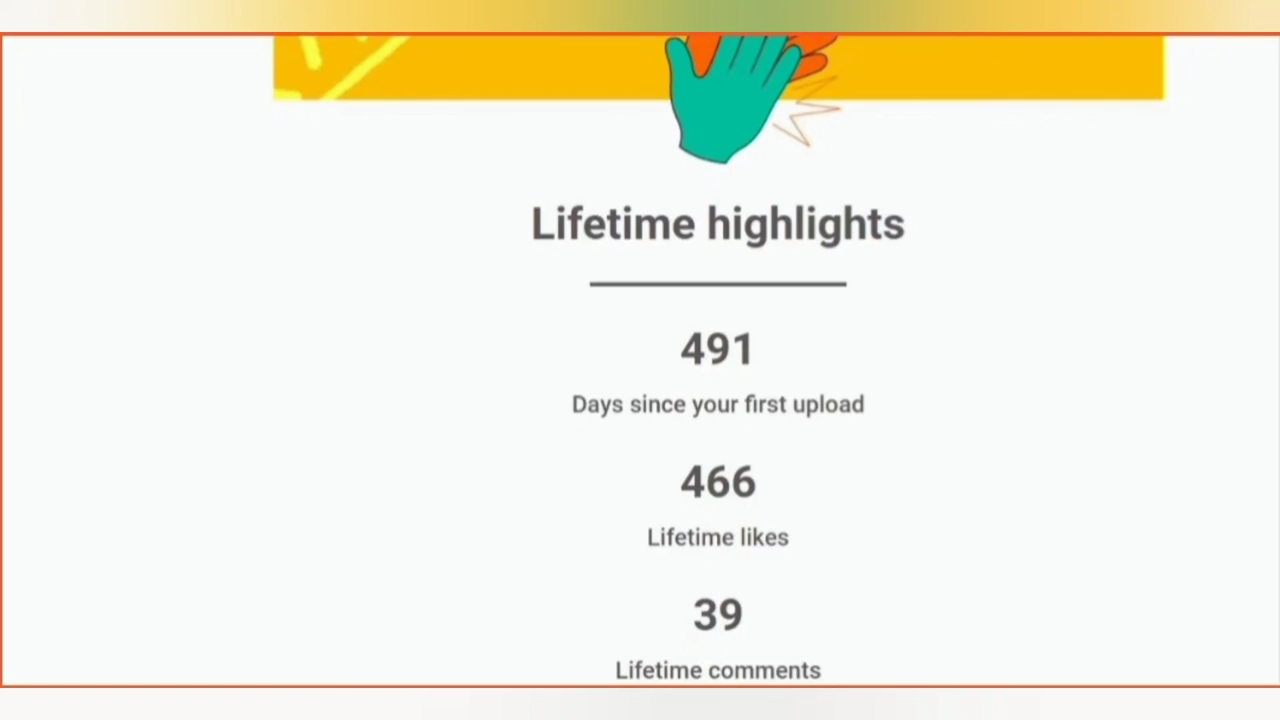 Lifetime highlights
491
Days since your first upload
466
Lifetime likes
39
Lifetime comments